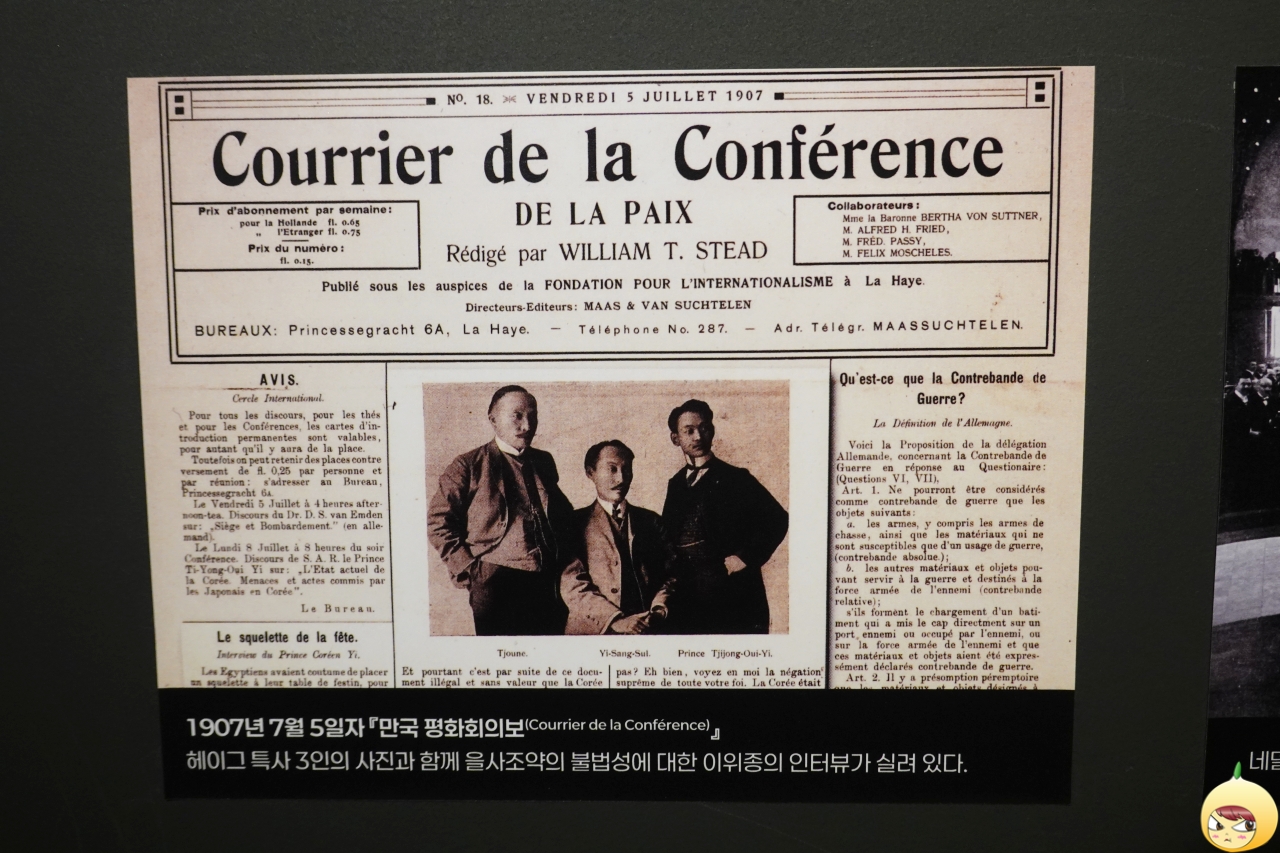 No. 18. VENDREDI 5 JUILLET 1907
Courrier de la Conférence
DE LA PAIX
Rédigé par WILLIAM T. STEAD
Prix d'abonnement par semaine:
pour la Hollande fl. 0.65
„ l'Etranger fl. 0.75
Prix du numéro:
fl. 0.15.
Collaborateurs:
Mme la Baronne BERTHA VON SUTTNER,
M. ALFRED H. FRIED,
M. FRÉD. PASSY,
M. FELIX MOSCHELES.
Publié sous les auspices de la FONDATION POUR L'INTERNATIONALISME à La Haye.
Directeurs-Editeurs: MAAS & VAN SUCHTELEN
BUREAUX: Princessegracht 6A, La Haye. — Téléphone No. 287. — Adr. Télégr. MAASSUCHTELEN.
AVIS.
Cercle International.
Pour tous les discours, pour les thés
et pour les Conférences, les cartes d'in-
troduction permanentes sont valables,
pour autant qu'il y aura de la place.
Toutefois on peut retenir des places contre
versement de fl. 0,25 par personne et
par réunion: s'adresser au Bureau,
Princessegracht 6A.
Le Vendredi 5 Juillet à 4 heures after-
noon-tea. Discours du Dr. D. S. van Emden
sur: „Siège et Bombardement." (en alle-
mand).
Le Lundi 8 Juillet à 8 heures du soir
Conférence. Discours de S. A. R. le Prince
Ti-Yong-Oui Yi sur: „L'Etat actuel de
la Corée. Menaces et actes commis par
les Japonais en Corée".
Le Bureau.
Le squelette de la fête.
Interview du Prince Coréen Yi.
Les Egyptiens avaient coutume de placer
un squelette à leur table de festin, pour
Tjoune. Yi-Sang-Sul. Prince Tjijong-Oui-Yi.
Et pourtant c'est par suite de ce docu-
ment illégal et sans valeur que la Corée
pas? Eh bien, voyez en moi la négation
suprême de toute votre foi. La Corée était
Qu'est-ce que la Contrebande de
Guerre?
La Définition de l'Allemagne.
Voici la Proposition de la délégation
Allemande, concernant la Contrebande de
Guerre en réponse au Questionaire:
(Questions VI, VII),
Art. 1. Ne pourront être considérés
comme contrebande de guerre que les
objets suivants:
a. les armes, y compris les armes de
chasse, ainsi que les matériaux qui ne
sont susceptibles que d'un usage de guerre,
(contrebande absolue.);
b. les autres matériaux et objets pou-
vant servir à la guerre et destinés à la
force armée de l'ennemi (contrebande
relative);
s'ils forment le chargement d'un bati-
ment qui a mis le cap directement sur un
port ennemi ou occupé par l'ennemi, ou
sur la force armée de l'ennemi et que
ces matériaux et objets aient été expres-
sément déclarés contrebande de guerre.
Art. 2. Il y a présomption péremptoire
que les matériaux et objets désignés à
1907년 7월 5일자 『만국 평화회의보(Courrier de la Conférence)』
헤이그 특사 3인의 사진과 함께 을사조약의 불법성에 대한 이위종의 인터뷰가 실려 있다.